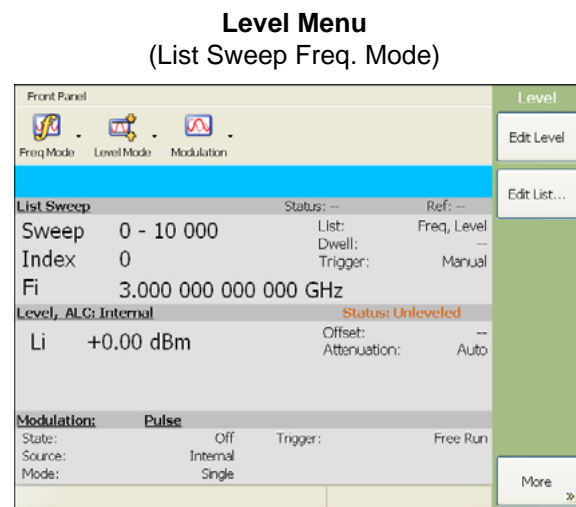 Level Menu
(List Sweep Freq. Mode)
Front Panel
Level
Freq Mode Level Mode Modulation
Edit Level
Edit List...
List Sweep Status: -- Ref: --
Sweep 0 - 10 000 List: Freq, Level
Dwell: --
Index 0 Trigger: Manual
Fi 3.000 000 000 000 GHz
Level, ALC: Internal Status: Unleveled
Li +0.00 dBm Offset: --
Attenuation: Auto
Modulation: Pulse
State: Off Trigger: Free Run
Source: Internal
Mode: Single
More »